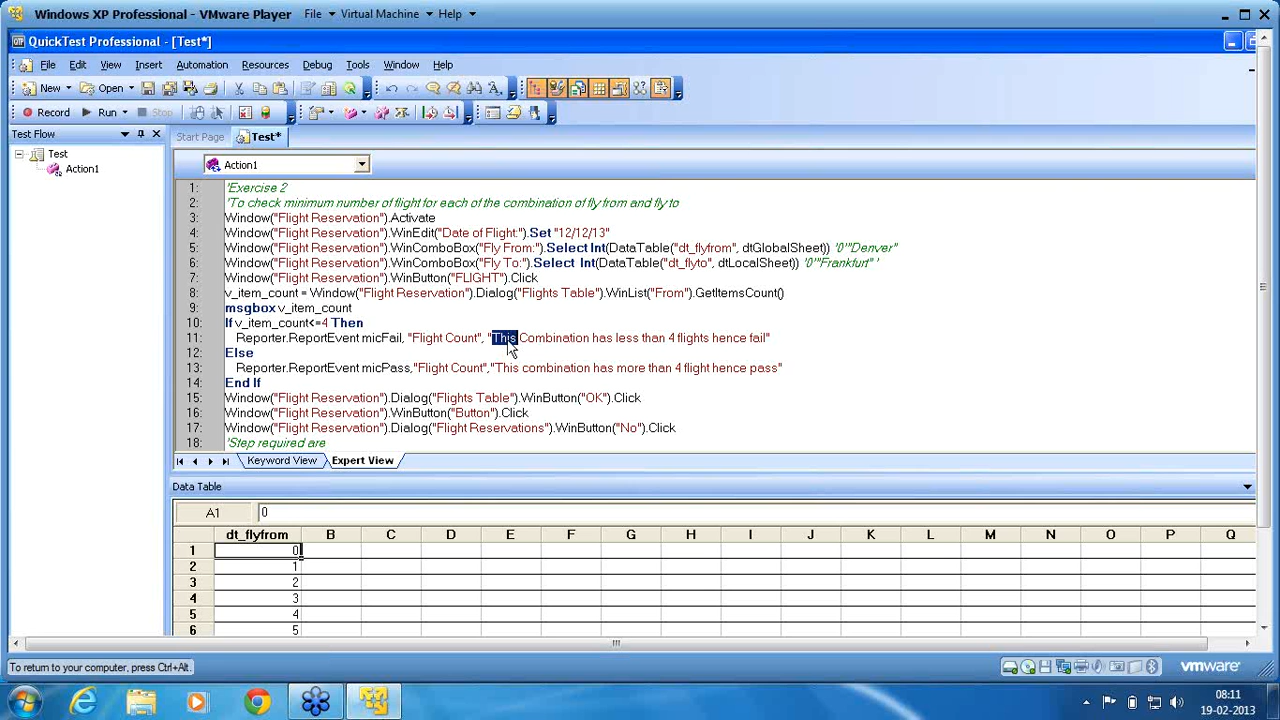 Windows XP Professional - VMware Player File Virtual Machine Help
QuickTest Professional - [Test*]
File Edit View Insert Automation Resources Debug Tools Window Help
New Open
Record Run Stop
Test Flow
Start Page Test*
Test
Action1
Action1
1: 'Exercise 2
2: 'To check minimum number of flight for each of the combination of fly from and fly to
3: Window("Flight Reservation").Activate
4: Window("Flight Reservation").WinEdit("Date of Flight:").Set "12/12/13"
5: Window("Flight Reservation").WinComboBox("Fly From:").Select Int(DataTable("dt_flyfrom", dtGlobalSheet)) '0'"Denver"
6: Window("Flight Reservation").WinComboBox("Fly To:").Select Int(DataTable("dt_flyto", dtLocalSheet)) '0'"Frankfurt" '
7: Window("Flight Reservation").WinButton("FLIGHT").Click
8: v_item_count = Window("Flight Reservation").Dialog("Flights Table").WinList("From").GetItemsCount()
9: msgbox v_item_count
10: If v_item_count<=4 Then
11: Reporter.ReportEvent micFail, "Flight Count", "This Combination has less than 4 flights hence fail"
12: Else
13: Reporter.ReportEvent micPass,"Flight Count","This combination has more than 4 flight hence pass"
14: End If
15: Window("Flight Reservation").Dialog("Flights Table").WinButton("OK").Click
16: Window("Flight Reservation").WinButton("Button").Click
17: Window("Flight Reservation").Dialog("Flight Reservations").WinButton("No").Click
18: 'Step required are
Keyword View Expert View
Data Table
A1 0
dt_flyfrom B C D E F G H I J K L M N O P Q
1 0
2 1
3 2
4 3
5 4
6 5
To return to your computer, press Ctrl+Alt. vmware
08:11
19-02-2013